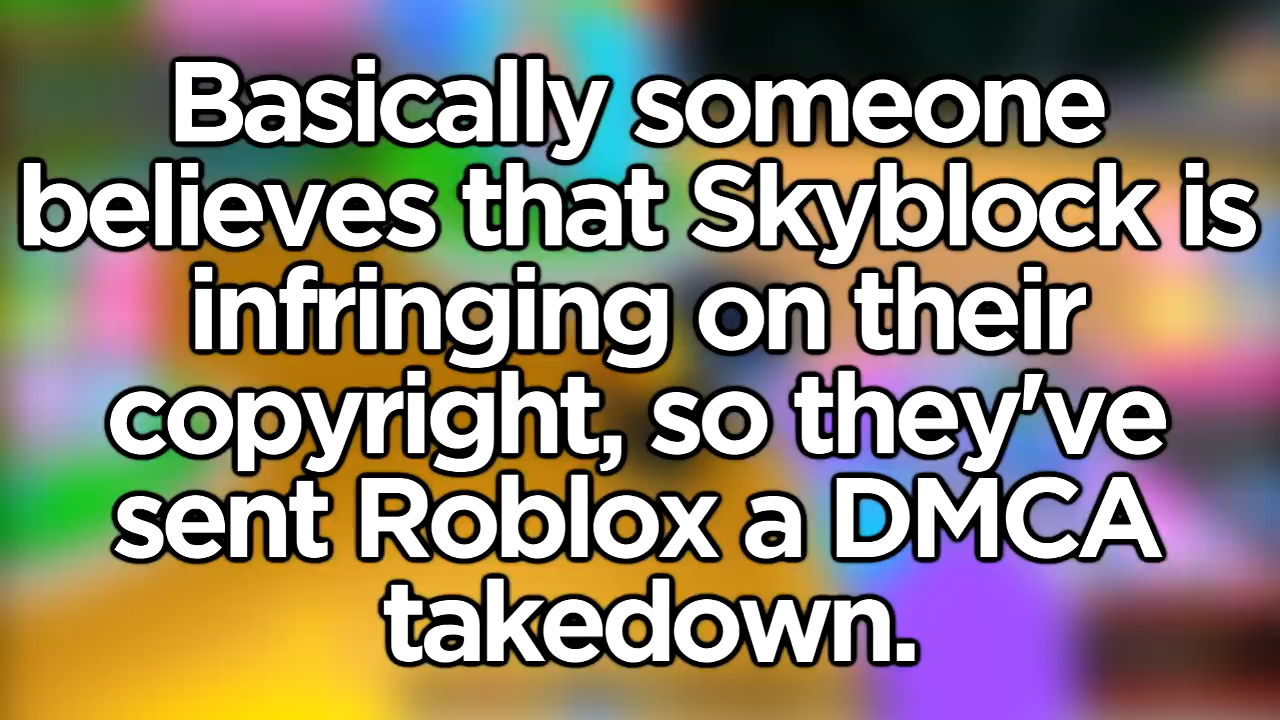 Basically someone
believes that Skyblock is
infringing on their
copyright, so they've
sent Roblox a DMCA
takedown.